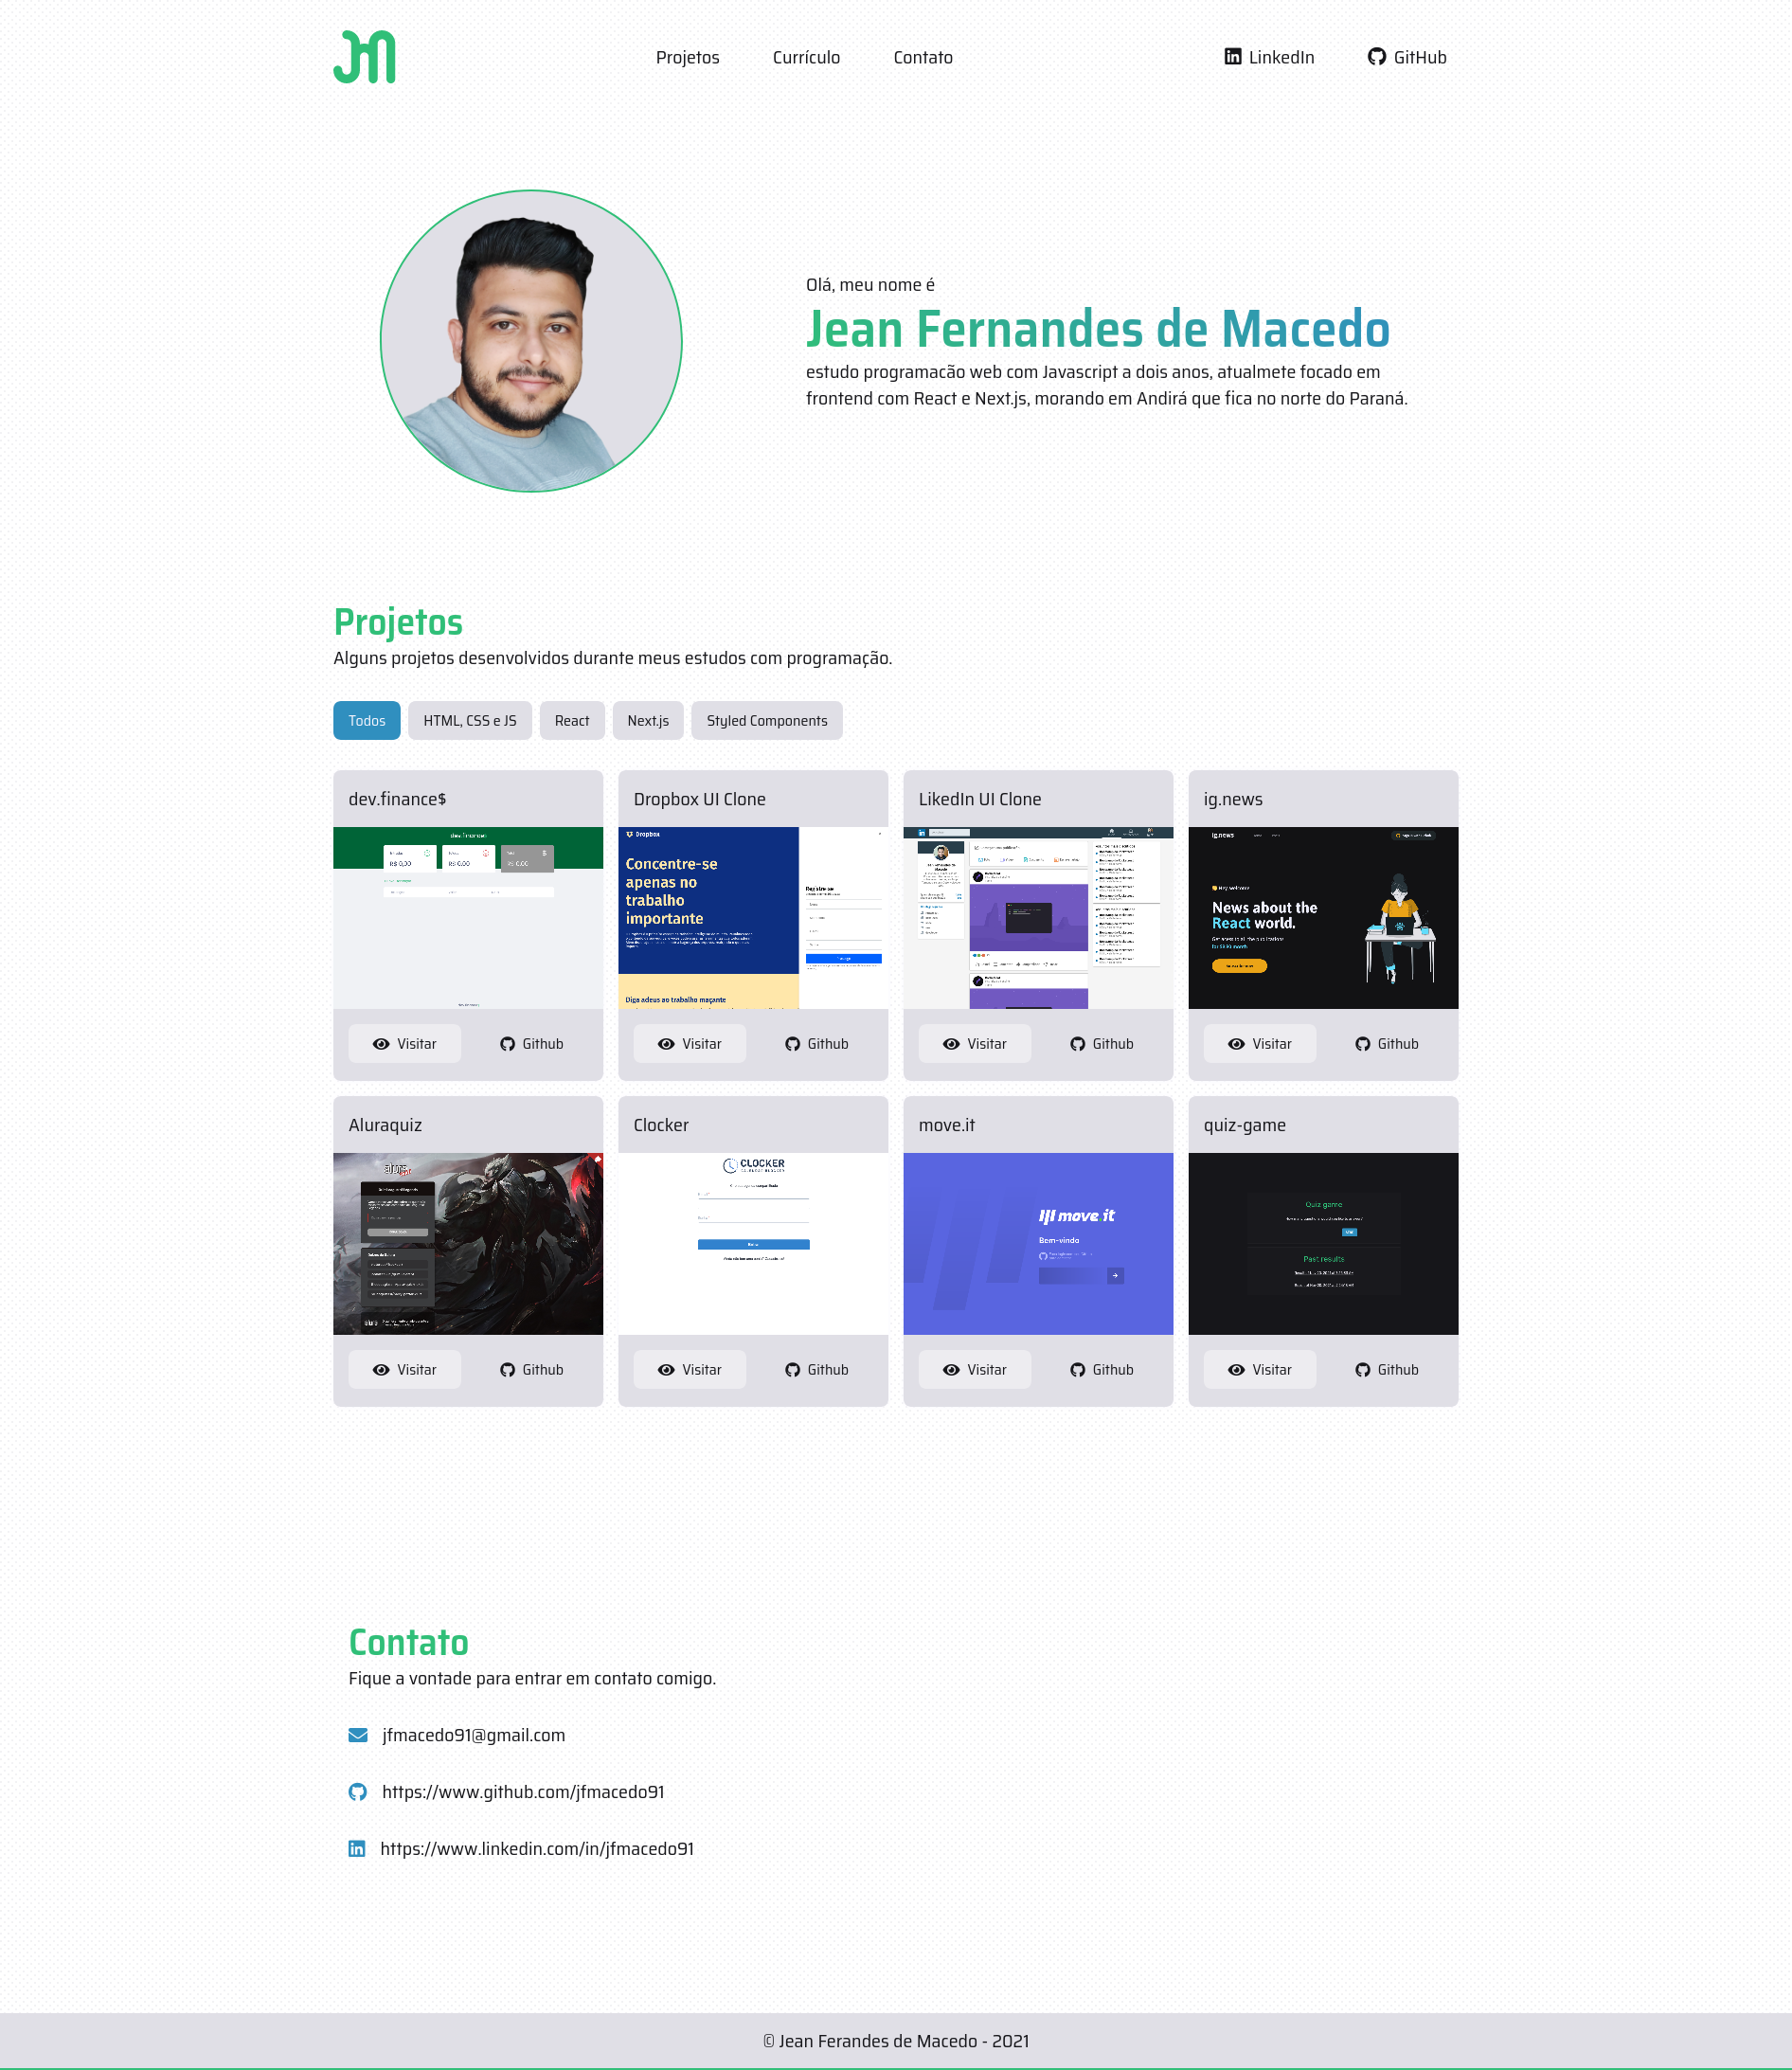 Projetos
Currículo
Contato
LinkedIn
GitHub
Olá, meu nome é
Jean Fernandes de Macedo
estudo programacão web com Javascript a dois anos, atualmete focado em
frontend com React e Next.js, morando em Andirá que fica no norte do Paraná.
Projetos
Alguns projetos desenvolvidos durante meus estudos com programação.
Todos
HTML, CSS e JS
React
Next.js
Styled Components
dev.finance$
Dropbox UI Clone
LikedIn UI Clone
ig.news
dev.finance$
R$ 0,00
R$ 0,00
R$ 0,00
Dropbox
Concentre-se
apenas no
trabalho
importante
Registre-se
Diga adeus ao trabalho maçante
ig.news
Hey, welcome
News about the
React world.
Visitar
Github
Visitar
Github
Visitar
Github
Visitar
Github
Aluraquiz
Clocker
move.it
quiz-game
CLOCKER
move.it
Bem-vindo
Quiz game
Past results
Visitar
Github
Visitar
Github
Visitar
Github
Visitar
Github
Contato
Fique a vontade para entrar em contato comigo.
jfmacedo91@gmail.com
https://www.github.com/jfmacedo91
https://www.linkedin.com/in/jfmacedo91
© Jean Ferandes de Macedo - 2021